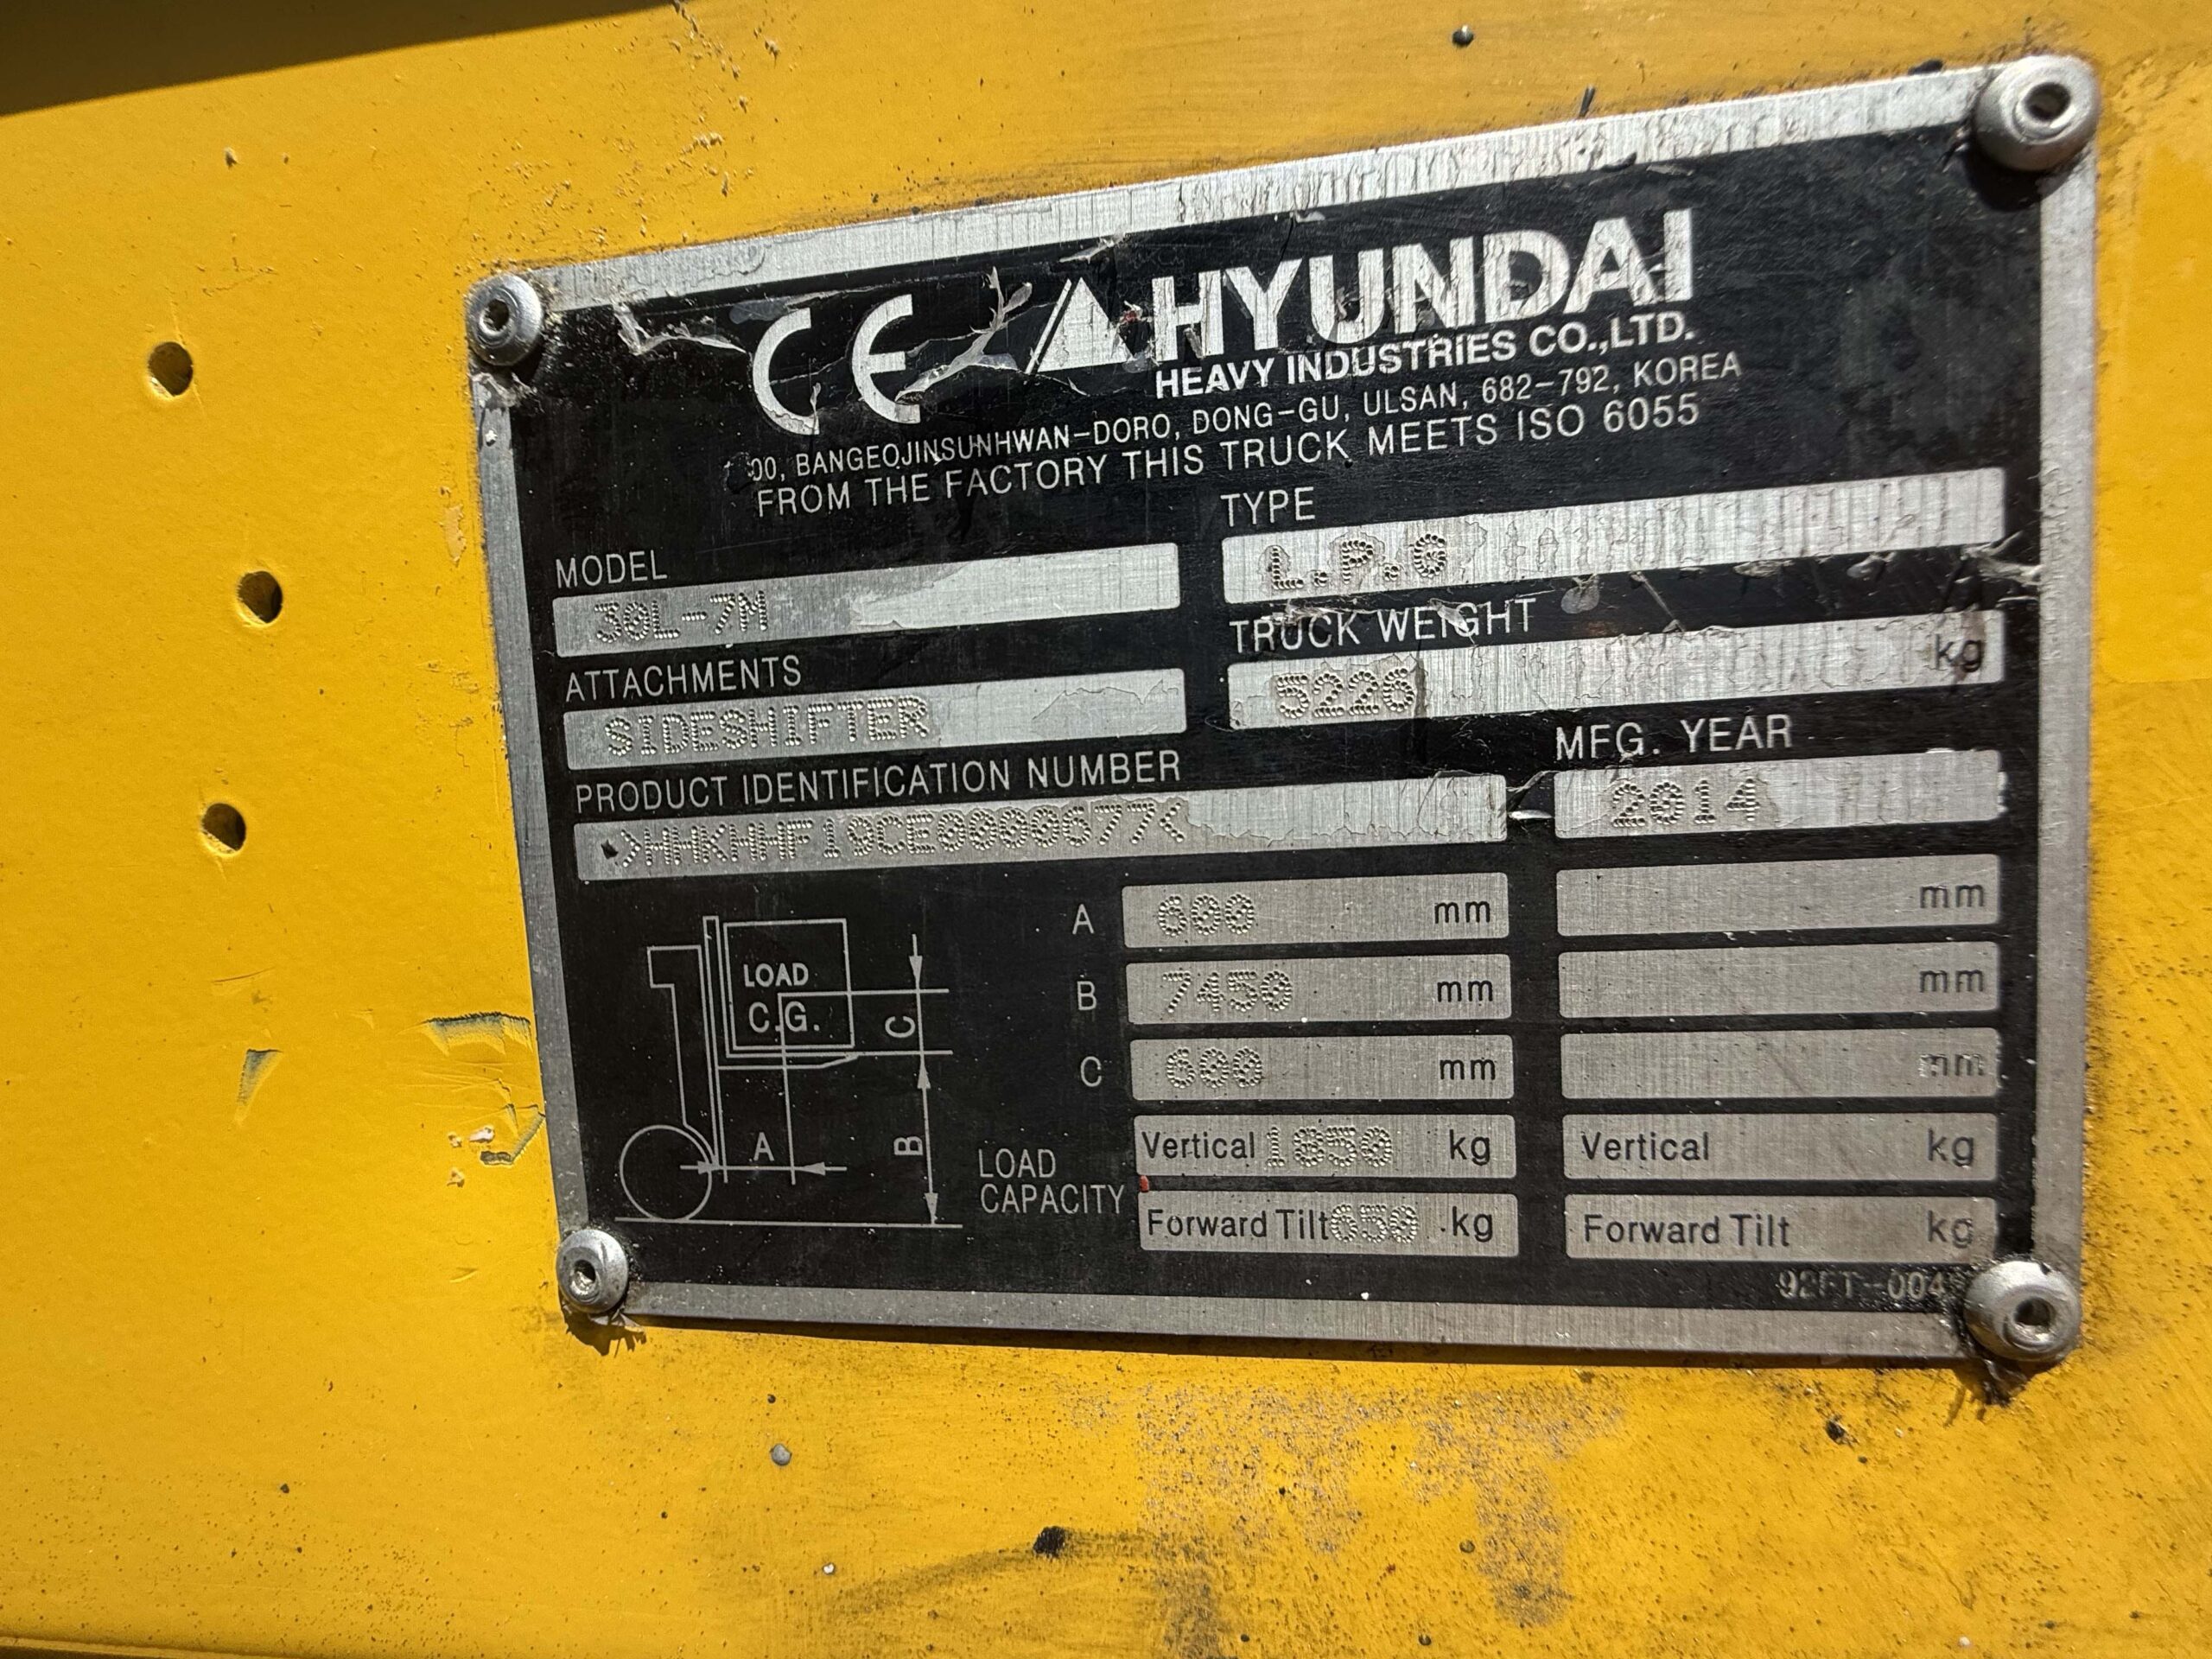 CE HYUNDAI
HEAVY INDUSTRIES CO.,LTD.
00, BANGEOJINSUNHWAN-DORO, DONG-GU, ULSAN, 682-792, KOREA
FROM THE FACTORY THIS TRUCK MEETS ISO 6055
MODEL
30L-7M
TYPE
L.P.G
ATTACHMENTS
SIDESHIFTER
TRUCK WEIGHT
5226 kg
PRODUCT IDENTIFICATION NUMBER
>HHKHHF19CE0000677<
MFG. YEAR
2014
LOAD
C.G.
A
B
C
A 600 mm
mm
B 7450 mm
mm
C 600 mm
mm
LOAD
CAPACITY
Vertical 1850 kg
Vertical kg
Forward Tilt 650 kg
Forward Tilt kg